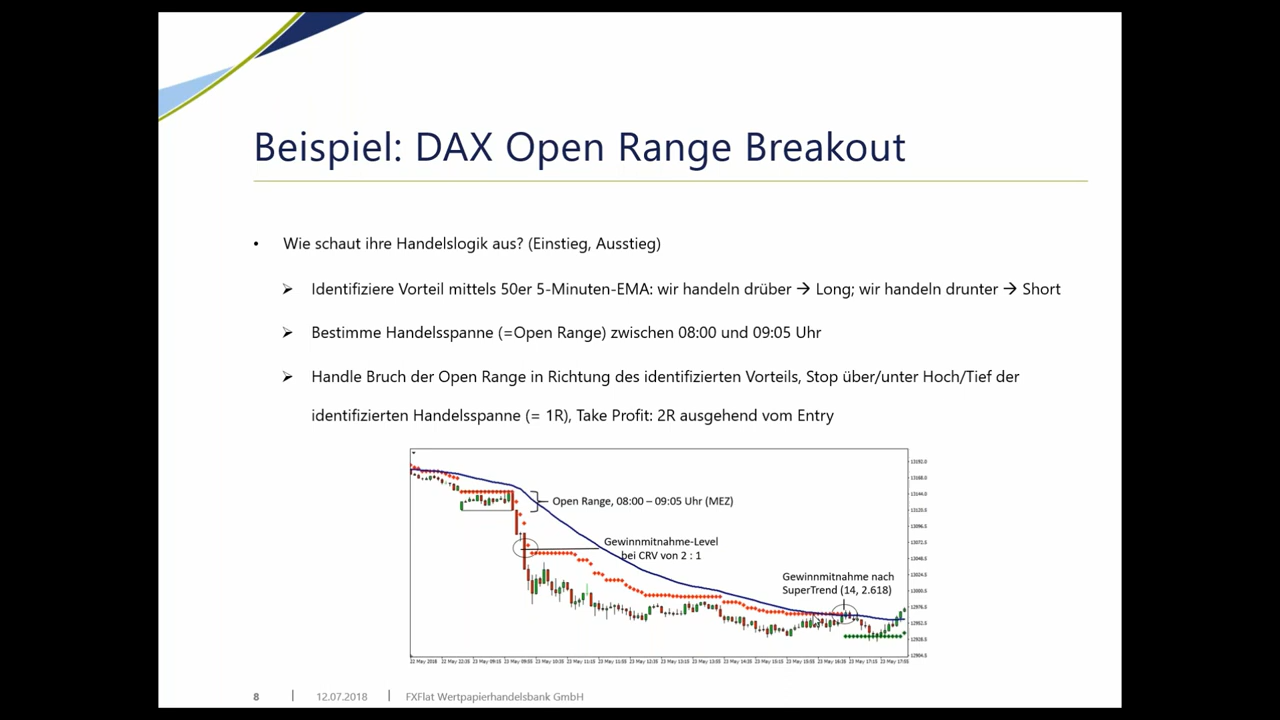 Beispiel: DAX Open Range Breakout
• Wie schaut ihre Handelslogik aus? (Einstieg, Ausstieg)
➢ Identifiziere Vorteil mittels 50er 5-Minuten-EMA: wir handeln drüber → Long; wir handeln drunter → Short
➢ Bestimme Handelsspanne (=Open Range) zwischen 08:00 und 09:05 Uhr
➢ Handle Bruch der Open Range in Richtung des identifizierten Vorteils, Stop über/unter Hoch/Tief der
identifizierten Handelsspanne (= 1R), Take Profit: 2R ausgehend vom Entry
Open Range, 08:00 – 09:05 Uhr (MEZ)
Gewinnmitnahme-Level
bei CRV von 2 : 1
Gewinnmitnahme nach
SuperTrend (14, 2.618)
8 | 12.07.2018 | FXFlat Wertpapierhandelsbank GmbH